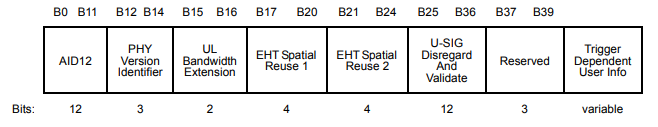 B0 B11 B12 B14 B15 B16 B17 B20 B21 B24 B25 B36 B37 B39
AID12
PHY
Version
Identifier
UL
Bandwidth
Extension
EHT Spatial
Reuse 1
EHT Spatial
Reuse 2
U-SIG
Disregard
And
Validate
Reserved
Trigger
Dependent
User Info
Bits: 12 3 2 4 4 12 3 variable